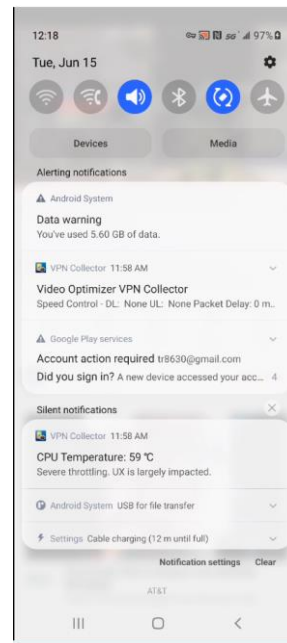 12:18 5G 97%
Tue, Jun 15
Devices Media
Alerting notifications
Android System
Data warning
You've used 5.60 GB of data.
VPN Collector 11:58 AM
Video Optimizer VPN Collector
Speed Control - DL: None UL: None Packet Delay: 0 m..
Google Play services
Account action required tr8630@gmail.com
Did you sign in? A new device accessed your acc... 4
Silent notifications
VPN Collector 11:58 AM
CPU Temperature: 59 ℃
Severe throttling. UX is largely impacted.
Android System USB for file transfer
Settings Cable charging (12 m until full)
Notification settings Clear
AT&T